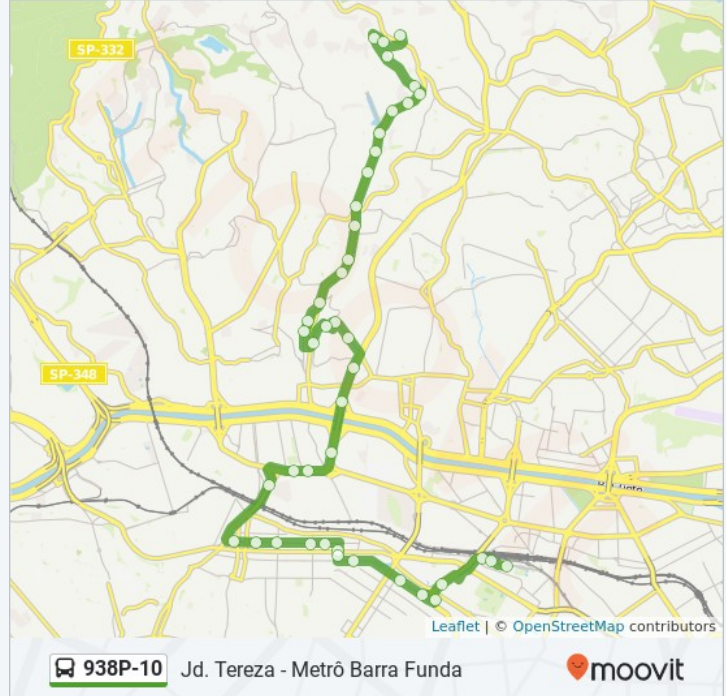 SP-332
SP-348
Leaflet | © OpenStreetMap contributors
938P-10 Jd. Tereza - Metrô Barra Funda
moovit